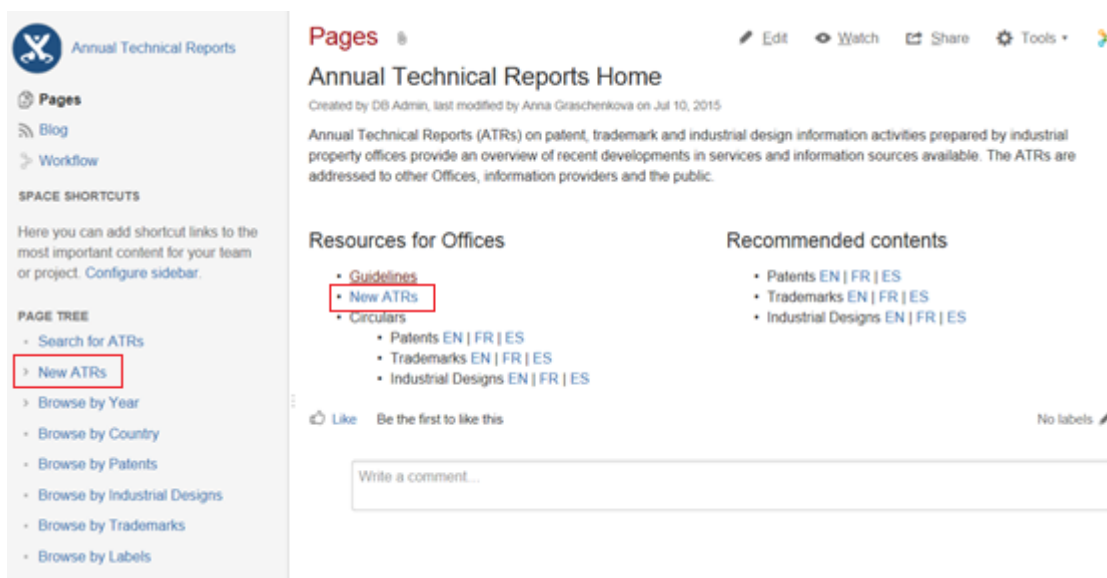 Annual Technical Reports
Pages
Blog
Workflow
SPACE SHORTCUTS
Here you can add shortcut links to the
most important content for your team
or project. Configure sidebar.
PAGE TREE
Search for ATRs
New ATRs
Browse by Year
Browse by Country
Browse by Patents
Browse by Industrial Designs
Browse by Trademarks
Browse by Labels
Pages
Edit Watch Share Tools
Annual Technical Reports Home
Created by DB Admin, last modified by Anna Graschenkova on Jul 10, 2015
Annual Technical Reports (ATRs) on patent, trademark and industrial design information activities prepared by industrial
property offices provide an overview of recent developments in services and information sources available. The ATRs are
addressed to other Offices, information providers and the public.
Resources for Offices
• Guidelines
• New ATRs
• Circulars
• Patents EN | FR | ES
• Trademarks EN | FR | ES
• Industrial Designs EN | FR | ES
Recommended contents
• Patents EN | FR | ES
• Trademarks EN | FR | ES
• Industrial Designs EN | FR | ES
Like Be the first to like this
No labels
Write a comment...